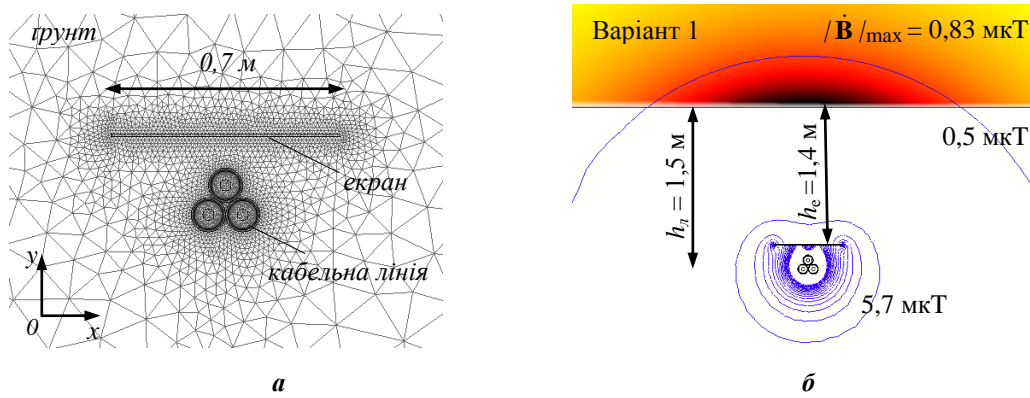 ґрунт
0,7 м
екран
кабельна лінія
y
0
x
а
Варіант 1
/Ḃ/max = 0,83 мкТ
0,5 мкТ
hл = 1,5 м
hе = 1,4 м
5,7 мкТ
б